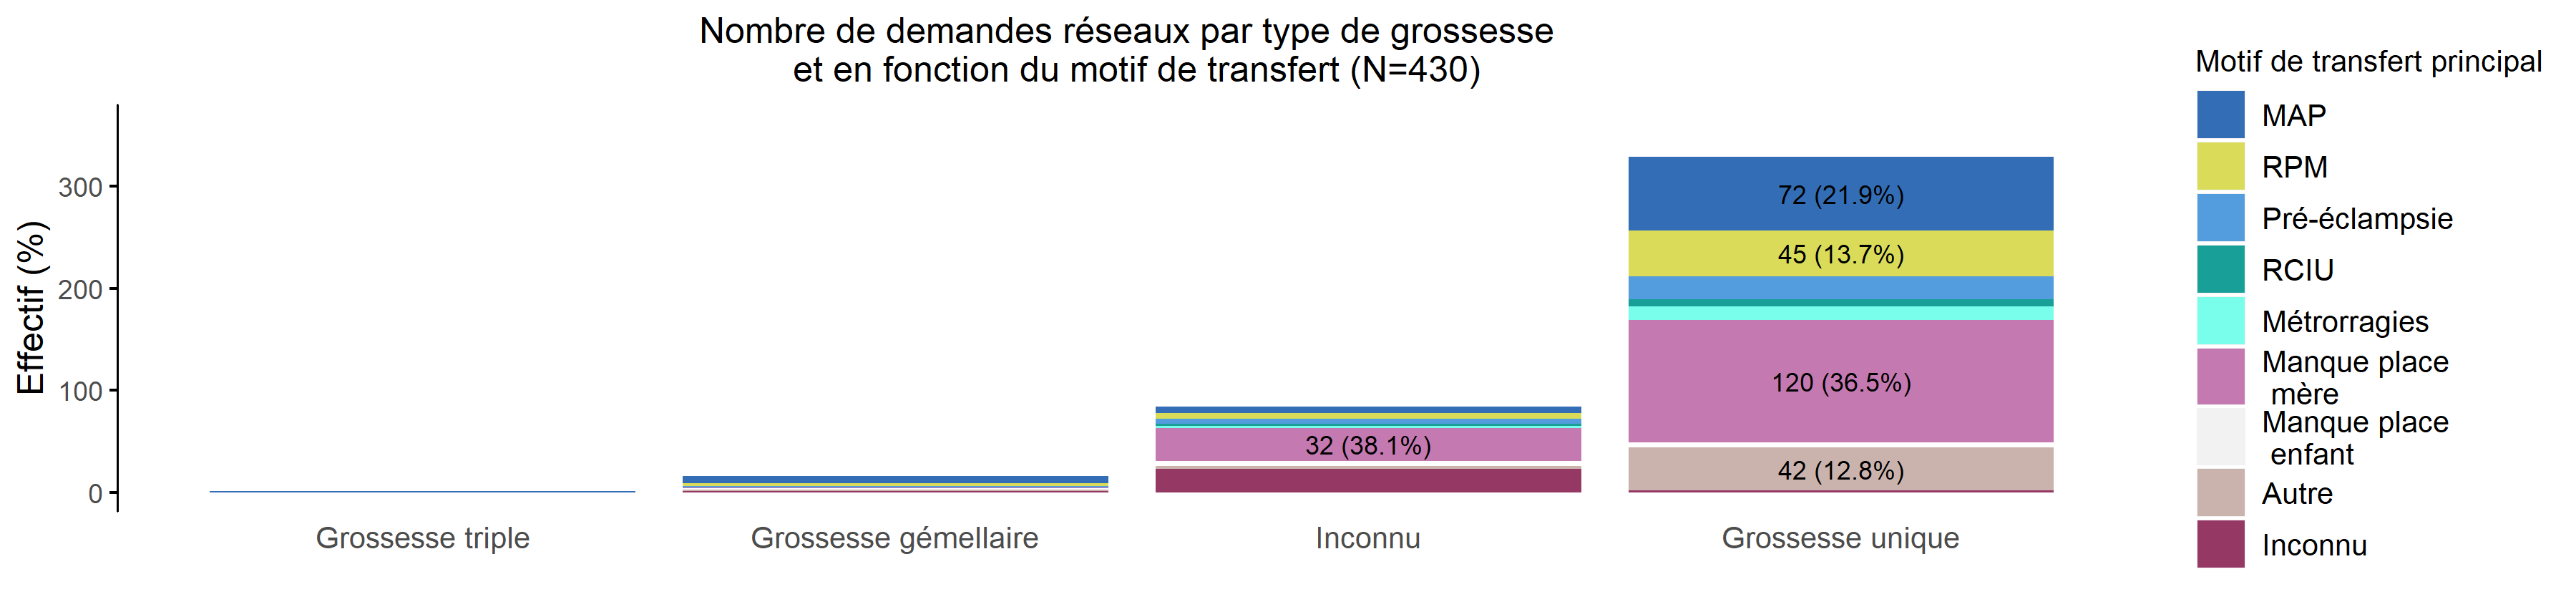 Nombre de demandes réseaux par type de grossesse
et en fonction du motif de transfert (N=430)
Effectif (%)
300
200
100
0
72 (21.9%)
45 (13.7%)
120 (36.5%)
42 (12.8%)
32 (38.1%)
Grossesse triple
Grossesse gémellaire
Inconnu
Grossesse unique
Motif de transfert principal
MAP
RPM
Pré-éclampsie
RCIU
Métrorragies
Manque place
mère
Manque place
enfant
Autre
Inconnu